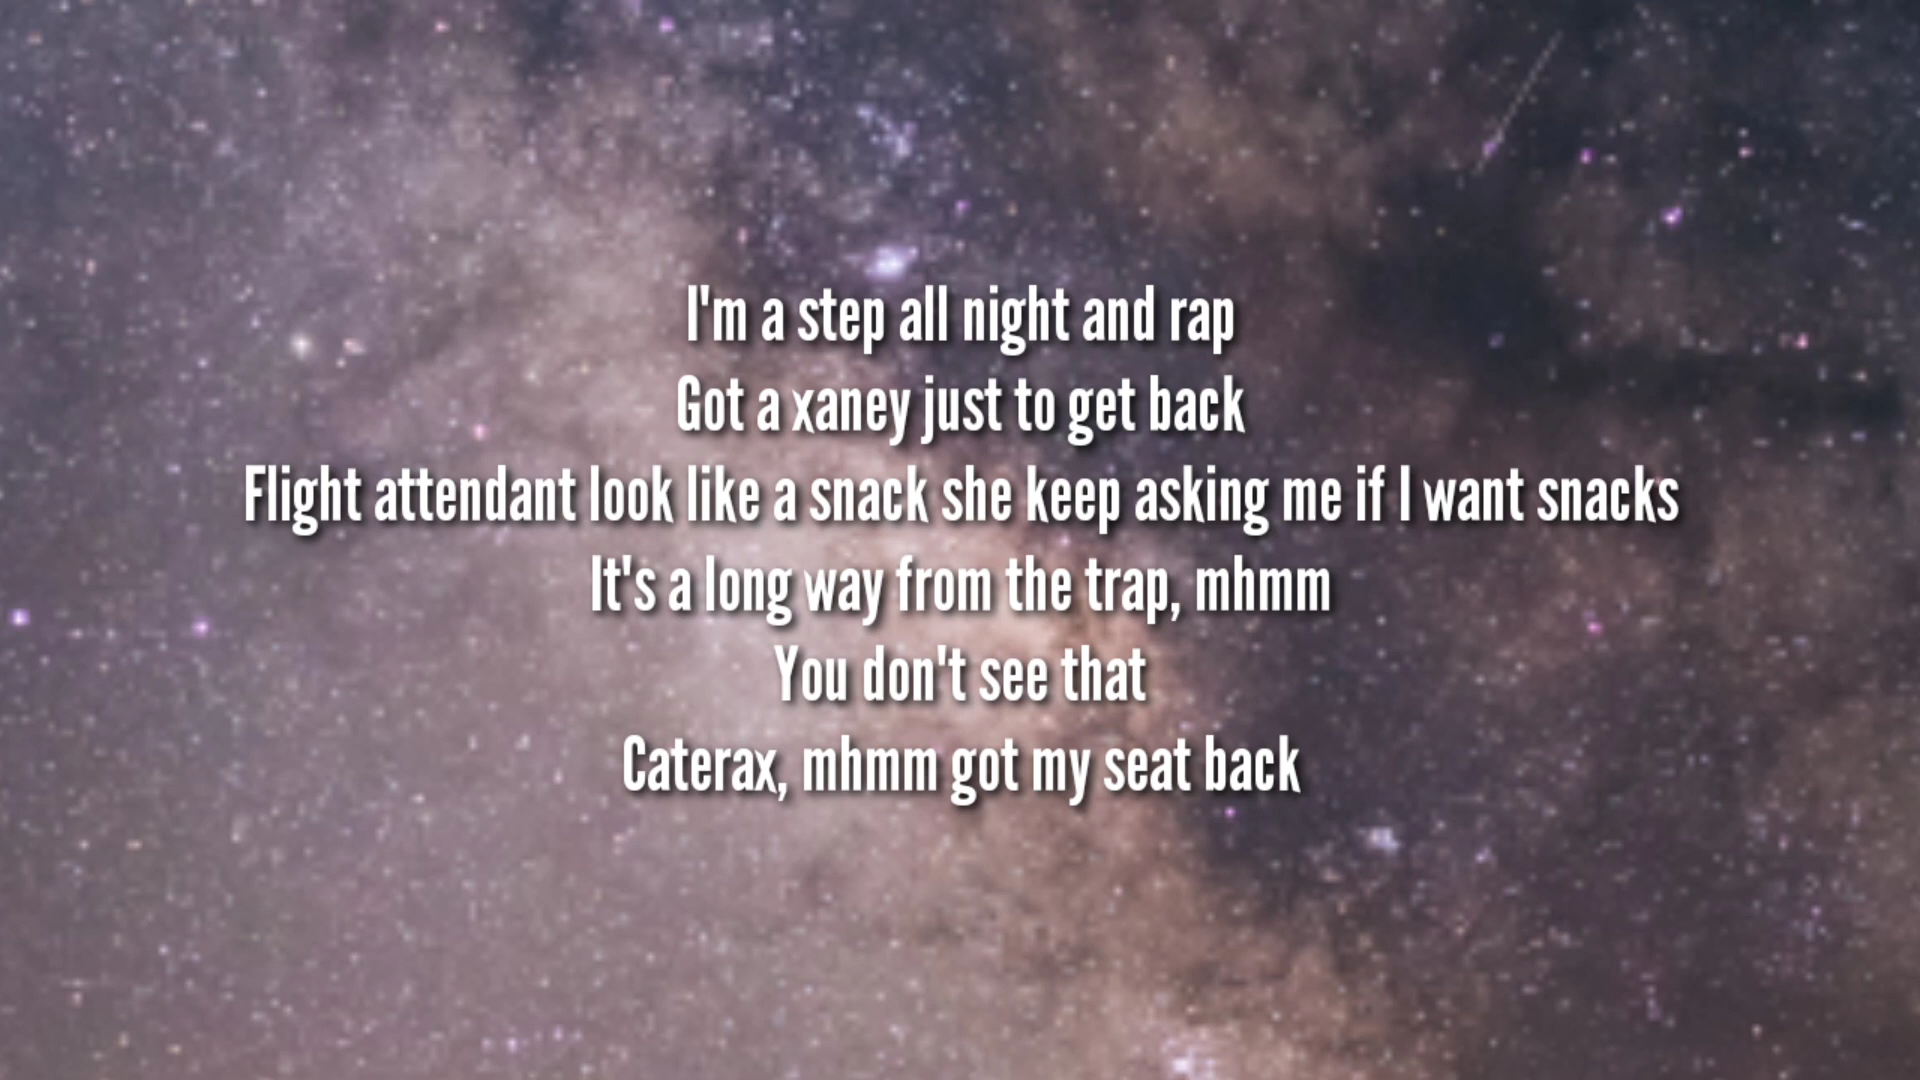 I'm a step all night and rap
Got a xaney just to get back
Flight attendant look like a snack she keep asking me if I want snacks
It's a long way from the trap, mhmm
You don't see that
Caterax, mhmm got my seat back